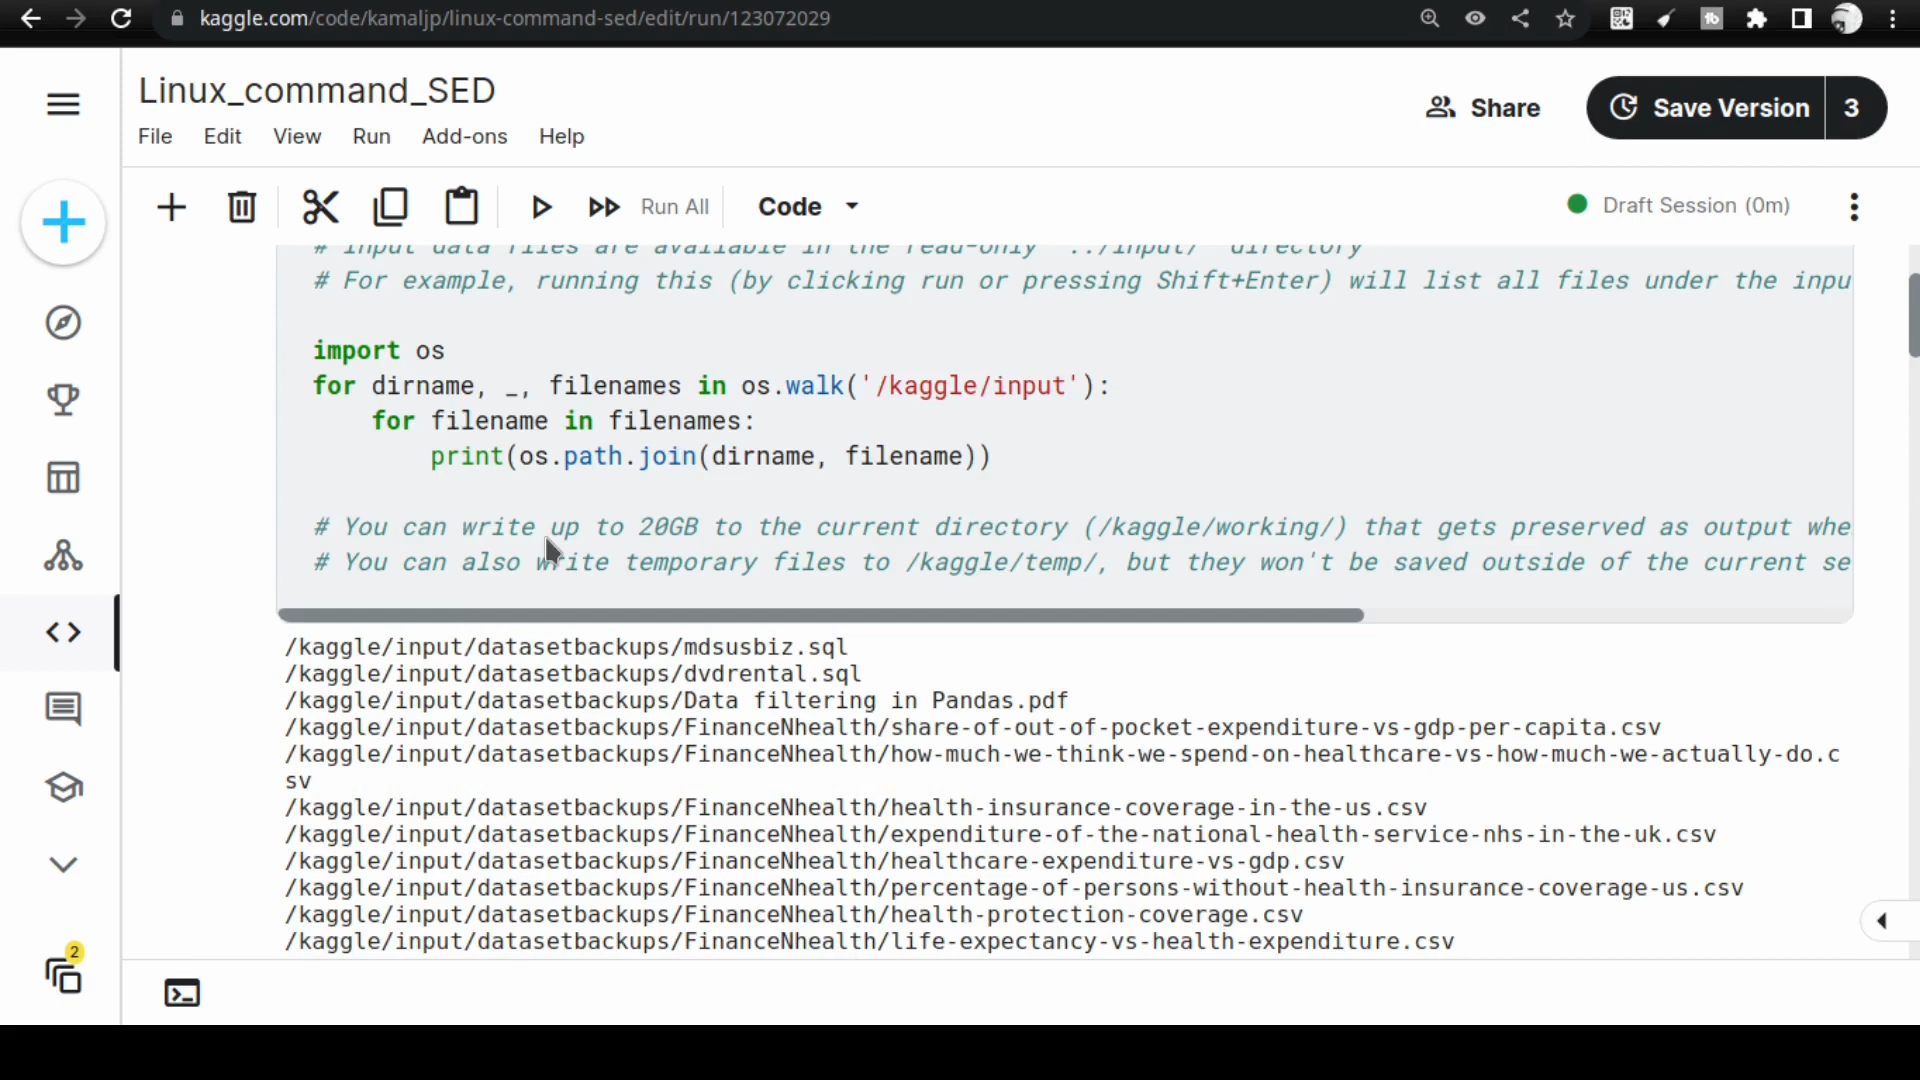 kaggle.com/code/kamaljp/linux-command-sed/edit/run/123072029
Linux_command_SED
File Edit View Run Add-ons Help
Share
Save Version 3
Run All
Code
Draft Session (0m)
# Input data files are available in the read-only "../input/" directory
# For example, running this (by clicking run or pressing Shift+Enter) will list all files under the inpu
import os
for dirname, _, filenames in os.walk('/kaggle/input'):
    for filename in filenames:
        print(os.path.join(dirname, filename))
# You can write up to 20GB to the current directory (/kaggle/working/) that gets preserved as output whe
# You can also write temporary files to /kaggle/temp/, but they won't be saved outside of the current se
/kaggle/input/datasetbackups/mdsusbiz.sql
/kaggle/input/datasetbackups/dvdrental.sql
/kaggle/input/datasetbackups/Data filtering in Pandas.pdf
/kaggle/input/datasetbackups/FinanceNhealth/share-of-out-of-pocket-expenditure-vs-gdp-per-capita.csv
/kaggle/input/datasetbackups/FinanceNhealth/how-much-we-think-we-spend-on-healthcare-vs-how-much-we-actually-do.c
sv
/kaggle/input/datasetbackups/FinanceNhealth/health-insurance-coverage-in-the-us.csv
/kaggle/input/datasetbackups/FinanceNhealth/expenditure-of-the-national-health-service-nhs-in-the-uk.csv
/kaggle/input/datasetbackups/FinanceNhealth/healthcare-expenditure-vs-gdp.csv
/kaggle/input/datasetbackups/FinanceNhealth/percentage-of-persons-without-health-insurance-coverage-us.csv
/kaggle/input/datasetbackups/FinanceNhealth/health-protection-coverage.csv
/kaggle/input/datasetbackups/FinanceNhealth/life-expectancy-vs-health-expenditure.csv
2